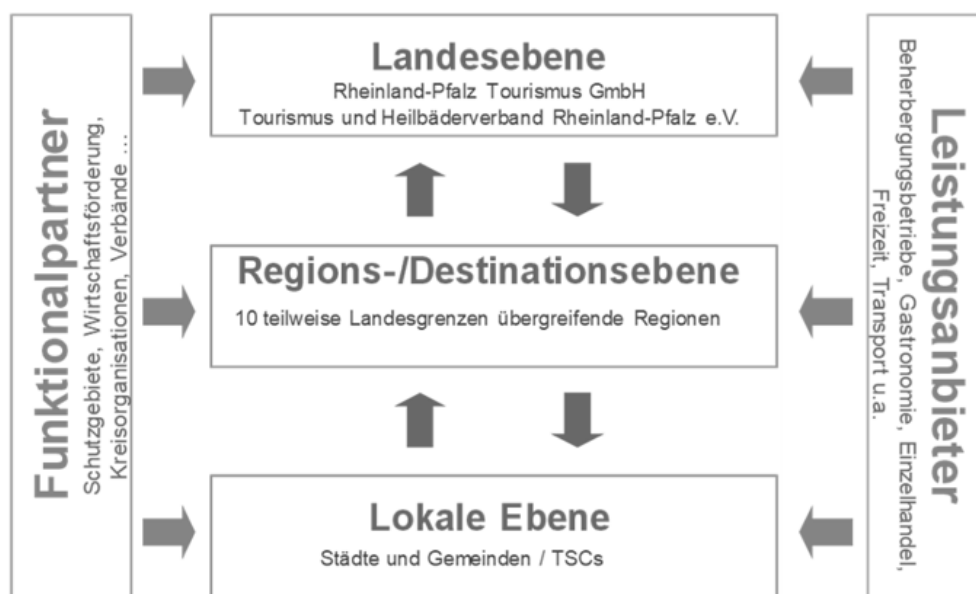 Funktionalpartner
Schutzgebiete, Wirtschaftsförderung,
Kreisorganisationen, Verbände ...
Landesebene
Rheinland-Pfalz Tourismus GmbH
Tourismus und Heilbäderverband Rheinland-Pfalz e.V.
Regions-/Destinationsebene
10 teilweise Landesgrenzen übergreifende Regionen
Lokale Ebene
Städte und Gemeinden / TSCs
Leistungsanbieter
Beherbergungsbetriebe, Gastronomie, Einzelhandel,
Freizeit, Transport u.a.